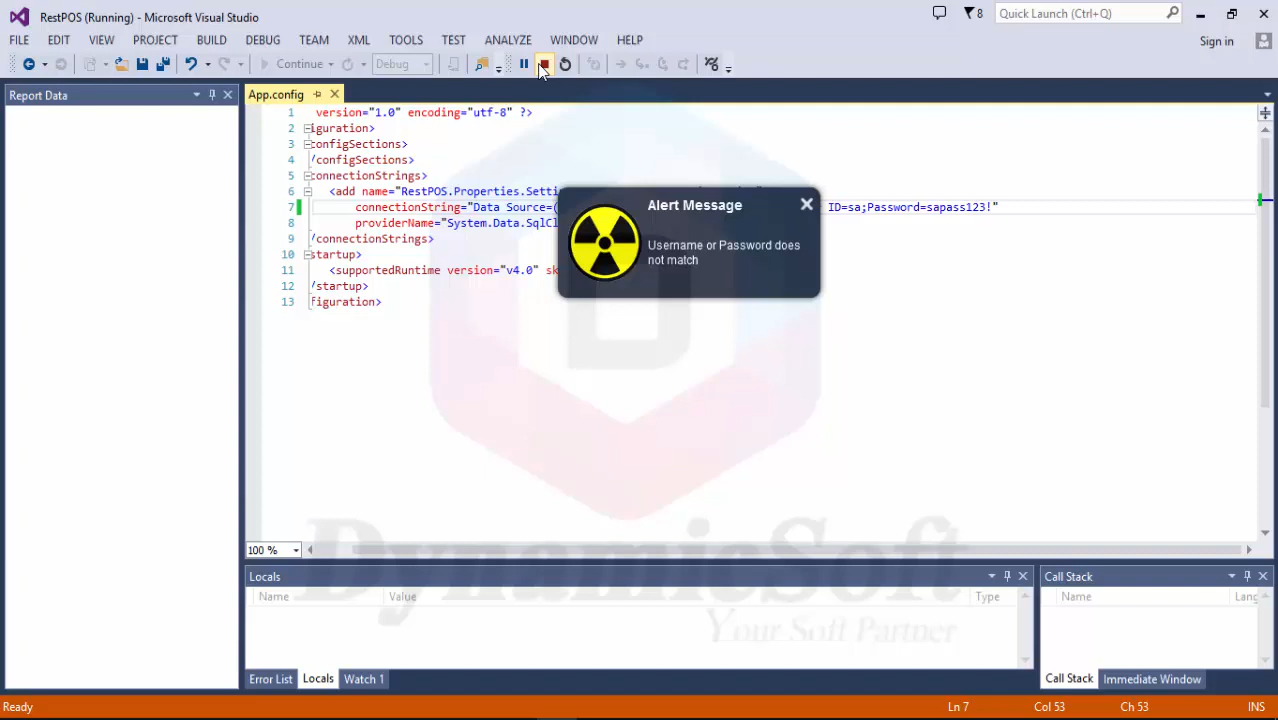 RestPOS (Running) - Microsoft Visual Studio
8
Quick Launch (Ctrl+Q)
FILE EDIT VIEW PROJECT BUILD DEBUG TEAM XML TOOLS TEST ANALYZE WINDOW HELP
Sign in
Continue Debug
Report Data
App.config
1 version="1.0" encoding="utf-8" ?>
2 iguration>
3 configSections>
4 /configSections>
5 connectionStrings>
6 <add name="RestPOS.Properties.Setti
7 connectionString="Data Source=( ID=sa;Password=sapass123!"
8 providerName="System.Data.SqlCl
9 /connectionStrings>
10 startup>
11 <supportedRuntime version="v4.0" sk
12 /startup>
13 figuration>
Alert Message
Username or Password does
not match
D
DynamicSoft
Your Soft Partner
100 %
Locals
Name Value Type
Call Stack
Name Lang
Error List Locals Watch 1
Call Stack Immediate Window
Ready Ln 7 Col 53 Ch 53 INS